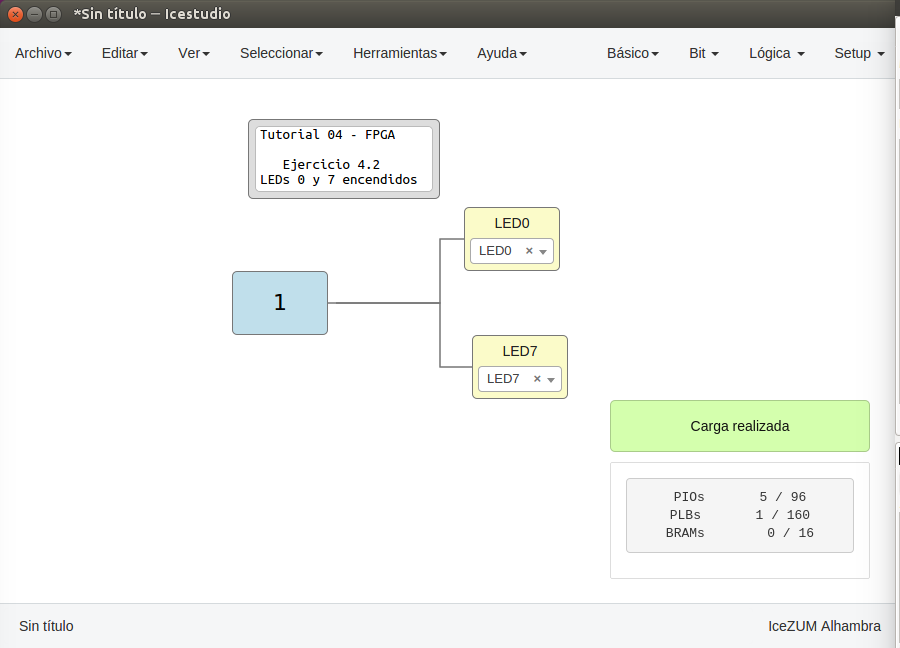 *Sin título — Icestudio
Archivo Editar Ver Seleccionar Herramientas Ayuda Básico Bit Lógica Setup
Tutorial 04 - FPGA
Ejercicio 4.2
LEDs 0 y 7 encendidos
LED0
LED0 ×
1
LED7
LED7 ×
Carga realizada
PIOs 5 / 96
PLBs 1 / 160
BRAMs 0 / 16
Sin título IceZUM Alhambra